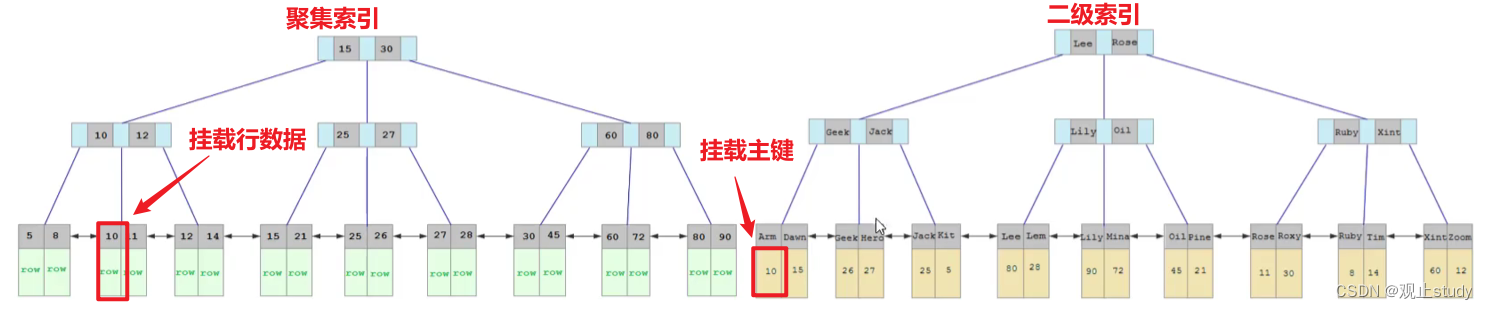 聚集索引
二级索引
15 30
Lee Rose
10 12
25 27
60 80
Geek Jack
Lily Oil
Ruby Xint
挂载行数据
挂载主键
5 8 10 11 12 14 15 21 25 26 27 28 30 45 60 72 80 90
Arm Dawn Geek Hero Jack Kit Lee Lem Lily Mina Oil Pine Rose Roxy Ruby Tim Xint Zoom
row row row row row row row row row row row row row row row row row row
10 15 26 27 25 5 80 28 90 72 45 21 11 30 8 14 60 12
CSDN @观止study